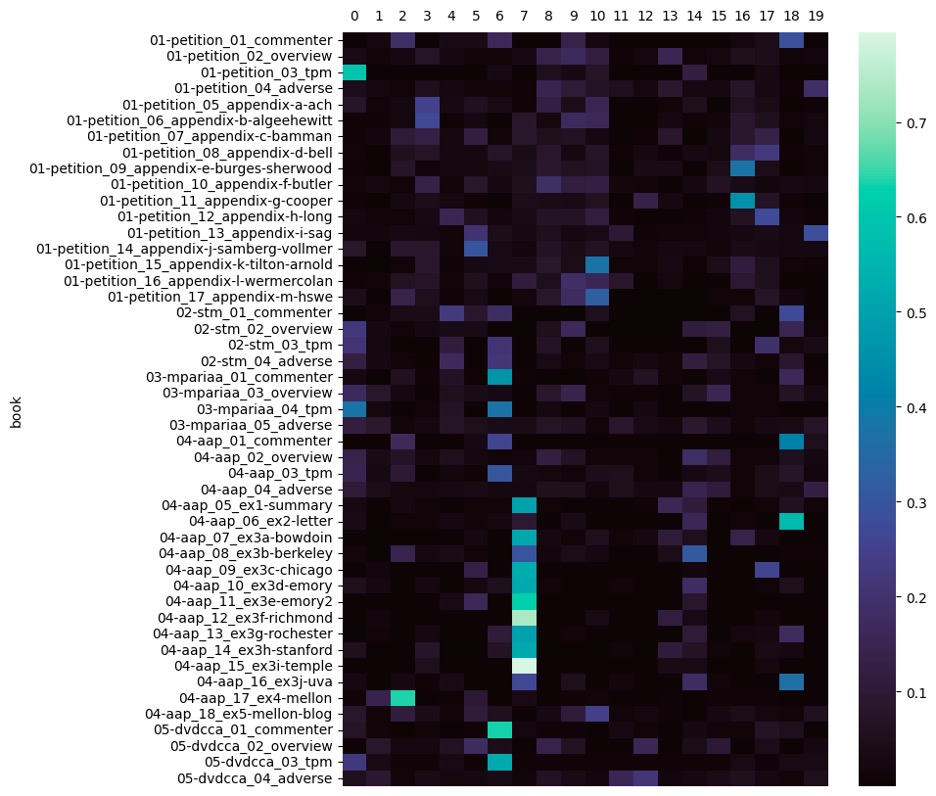 0 1 2 3 4 5 6 7 8 9 10 11 12 13 14 15 16 17 18 19
01-petition_01_commenter
01-petition_02_overview
01-petition_03_tpm
01-petition_04_adverse
01-petition_05_appendix-a-ach
01-petition_06_appendix-b-algeehewitt
01-petition_07_appendix-c-bamman
01-petition_08_appendix-d-bell
01-petition_09_appendix-e-burges-sherwood
01-petition_10_appendix-f-butler
01-petition_11_appendix-g-cooper
01-petition_12_appendix-h-long
01-petition_13_appendix-i-sag
01-petition_14_appendix-j-samberg-vollmer
01-petition_15_appendix-k-tilton-arnold
01-petition_16_appendix-l-wermercolan
01-petition_17_appendix-m-hswe
02-stm_01_commenter
02-stm_02_overview
02-stm_03_tpm
02-stm_04_adverse
03-mpariaa_01_commenter
03-mpariaa_03_overview
03-mpariaa_04_tpm
03-mpariaa_05_adverse
04-aap_01_commenter
04-aap_02_overview
04-aap_03_tpm
04-aap_04_adverse
04-aap_05_ex1-summary
04-aap_06_ex2-letter
04-aap_07_ex3a-bowdoin
04-aap_08_ex3b-berkeley
04-aap_09_ex3c-chicago
04-aap_10_ex3d-emory
04-aap_11_ex3e-emory2
04-aap_12_ex3f-richmond
04-aap_13_ex3g-rochester
04-aap_14_ex3h-stanford
04-aap_15_ex3i-temple
04-aap_16_ex3j-uva
04-aap_17_ex4-mellon
04-aap_18_ex5-mellon-blog
05-dvdcca_01_commenter
05-dvdcca_02_overview
05-dvdcca_03_tpm
05-dvdcca_04_adverse
book
0.7
0.6
0.5
0.4
0.3
0.2
0.1